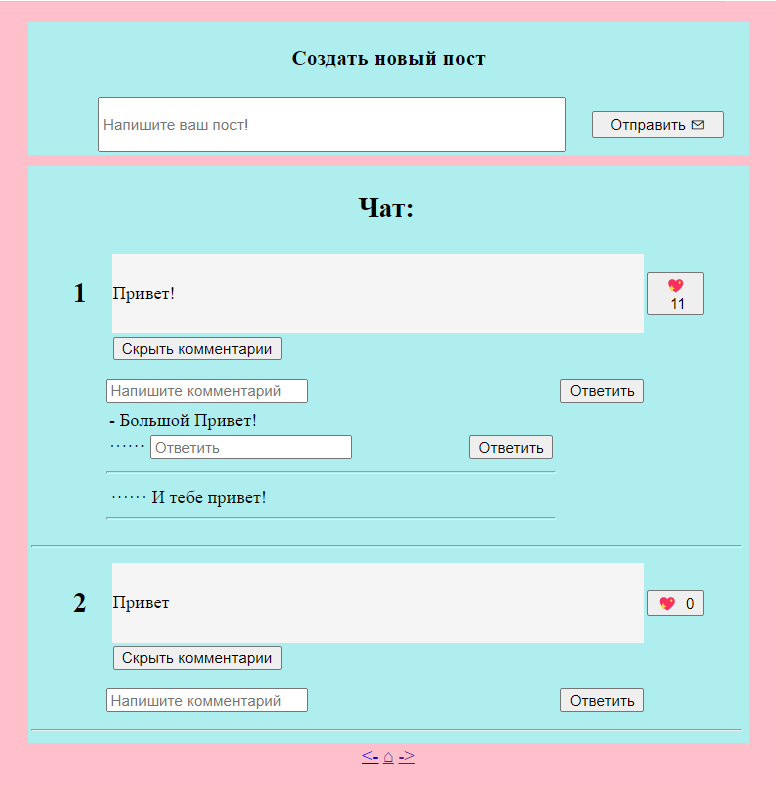 Создать новый пост
Напишите ваш пост!
Отправить ✉
Чат:
1
Привет!
💖
11
Скрыть комментарии
Напишите комментарий
Ответить
- Большой Привет!
······ Ответить
Ответить
······ И тебе привет!
2
Привет
💖 0
Скрыть комментарии
Напишите комментарий
Ответить
<- ⌂ ->